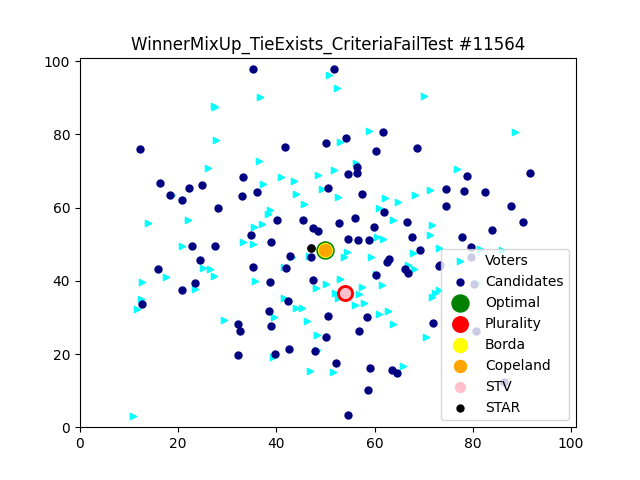 WinnerMixUp_TieExists_CriteriaFailTest #11564
100
80
60
40
20
0
0
20
40
60
80
100
Voters
Candidates
Optimal
Plurality
Borda
Copeland
STV
STAR